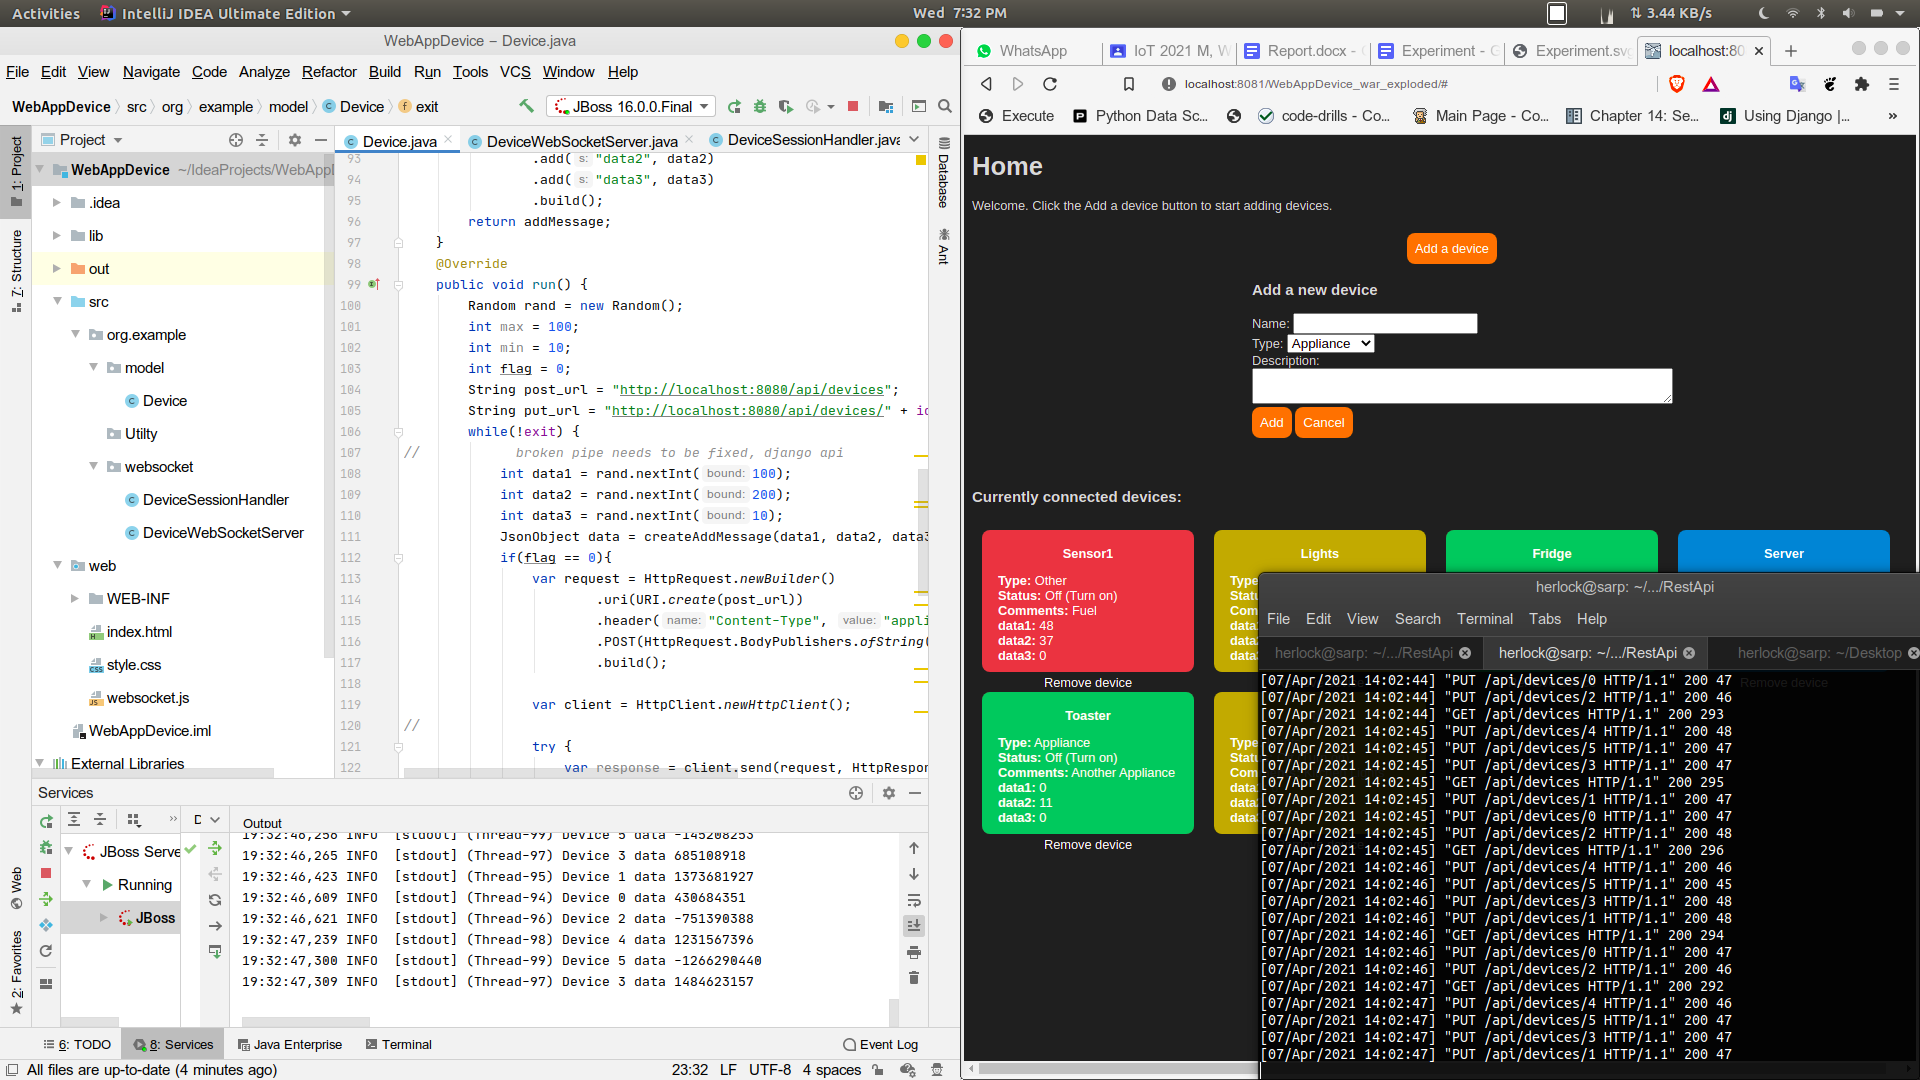 Activities IntelliJ IDEA Ultimate Edition Wed 7:32 PM 3.44 KB/s
WebAppDevice – Device.java
File Edit View Navigate Code Analyze Refactor Build Run Tools VCS Window Help
WebAppDevice src org example model Device exit JBoss 16.0.0.Final
Project
Device.java DeviceWebSocketServer.java DeviceSessionHandler.java
1: Project
7: Structure
Web
2: Favorites
WebAppDevice ~/IdeaProjects/WebAppD
.idea
lib
out
src
org.example
model
Device
Utilty
websocket
DeviceSessionHandler
DeviceWebSocketServer
web
WEB-INF
index.html
style.css
websocket.js
WebAppDevice.iml
External Libraries
93 .add( s: "data2", data2)
94 .add( s: "data3", data3)
95 .build();
96 return addMessage;
97 }
98 @Override
99 public void run() {
100 Random rand = new Random();
101 int max = 100;
102 int min = 10;
103 int flag = 0;
104 String post_url = "http://localhost:8080/api/devices";
105 String put_url = "http://localhost:8080/api/devices/" + id
106 while(!exit) {
107 // broken pipe needs to be fixed, django api
108 int data1 = rand.nextInt( bound: 100);
109 int data2 = rand.nextInt( bound: 200);
110 int data3 = rand.nextInt( bound: 10);
111 JsonObject data = createAddMessage(data1, data2, data3
112 if(flag == 0){
113 var request = HttpRequest.newBuilder()
114 .uri(URI.create(post_url))
115 .header( name: "Content-Type", value: "appli
116 .POST(HttpRequest.BodyPublishers.ofString(
117 .build();
118
119 var client = HttpClient.newHttpClient();
120 //
121 try {
122 var response = client.send(request, HttpRespon
Database
Ant
Services
JBoss Serve
Running
JBoss
D
Output
19:32:46,258 INFO [stdout] (Thread-99) Device 5 data -145208253
19:32:46,265 INFO [stdout] (Thread-97) Device 3 data 685108918
19:32:46,423 INFO [stdout] (Thread-95) Device 1 data 1373681927
19:32:46,609 INFO [stdout] (Thread-94) Device 0 data 430684351
19:32:46,621 INFO [stdout] (Thread-96) Device 2 data -751390388
19:32:47,239 INFO [stdout] (Thread-98) Device 4 data 1231567396
19:32:47,300 INFO [stdout] (Thread-99) Device 5 data -1266290440
19:32:47,309 INFO [stdout] (Thread-97) Device 3 data 1484623157
6: TODO 8: Services Java Enterprise Terminal Event Log
All files are up-to-date (4 minutes ago) 23:32 LF UTF-8 4 spaces
WhatsApp IoT 2021 M, W Report.docx - G Experiment - G Experiment.svg localhost:80
localhost:8081/WebAppDevice_war_exploded/#
Execute Python Data Sc... code-drills - Co... Main Page - Co... Chapter 14: Se... Using Django |... »
Home
Welcome. Click the Add a device button to start adding devices.
Add a device
Add a new device
Name:
Type: Appliance
Description:
Add Cancel
Currently connected devices:
Sensor1
Type: Other
Status: Off (Turn on)
Comments: Fuel
data1: 48
data2: 37
data3: 0
Remove device
Lights
Type
Statu
Com
data
data
data
Fridge
Server
Toaster
Type: Appliance
Status: Off (Turn on)
Comments: Another Appliance
data1: 0
data2: 11
data3: 0
Remove device
Type
Statu
Com
data
data
data
herlock@sarp: ~/.../RestApi
File Edit View Search Terminal Tabs Help
herlock@sarp: ~/.../RestApi herlock@sarp: ~/.../RestApi herlock@sarp: ~/Desktop
Remove device
[07/Apr/2021 14:02:44] "PUT /api/devices/0 HTTP/1.1" 200 47
[07/Apr/2021 14:02:44] "PUT /api/devices/2 HTTP/1.1" 200 46
[07/Apr/2021 14:02:44] "GET /api/devices HTTP/1.1" 200 293
[07/Apr/2021 14:02:45] "PUT /api/devices/4 HTTP/1.1" 200 48
[07/Apr/2021 14:02:45] "PUT /api/devices/5 HTTP/1.1" 200 47
[07/Apr/2021 14:02:45] "PUT /api/devices/3 HTTP/1.1" 200 47
[07/Apr/2021 14:02:45] "GET /api/devices HTTP/1.1" 200 295
[07/Apr/2021 14:02:45] "PUT /api/devices/1 HTTP/1.1" 200 47
[07/Apr/2021 14:02:45] "PUT /api/devices/0 HTTP/1.1" 200 47
[07/Apr/2021 14:02:45] "PUT /api/devices/2 HTTP/1.1" 200 48
[07/Apr/2021 14:02:45] "GET /api/devices HTTP/1.1" 200 296
[07/Apr/2021 14:02:46] "PUT /api/devices/4 HTTP/1.1" 200 46
[07/Apr/2021 14:02:46] "PUT /api/devices/5 HTTP/1.1" 200 45
[07/Apr/2021 14:02:46] "PUT /api/devices/3 HTTP/1.1" 200 48
[07/Apr/2021 14:02:46] "PUT /api/devices/1 HTTP/1.1" 200 48
[07/Apr/2021 14:02:46] "GET /api/devices HTTP/1.1" 200 294
[07/Apr/2021 14:02:46] "PUT /api/devices/0 HTTP/1.1" 200 47
[07/Apr/2021 14:02:46] "PUT /api/devices/2 HTTP/1.1" 200 46
[07/Apr/2021 14:02:47] "GET /api/devices HTTP/1.1" 200 292
[07/Apr/2021 14:02:47] "PUT /api/devices/4 HTTP/1.1" 200 46
[07/Apr/2021 14:02:47] "PUT /api/devices/5 HTTP/1.1" 200 47
[07/Apr/2021 14:02:47] "PUT /api/devices/3 HTTP/1.1" 200 47
[07/Apr/2021 14:02:47] "PUT /api/devices/1 HTTP/1.1" 200 47